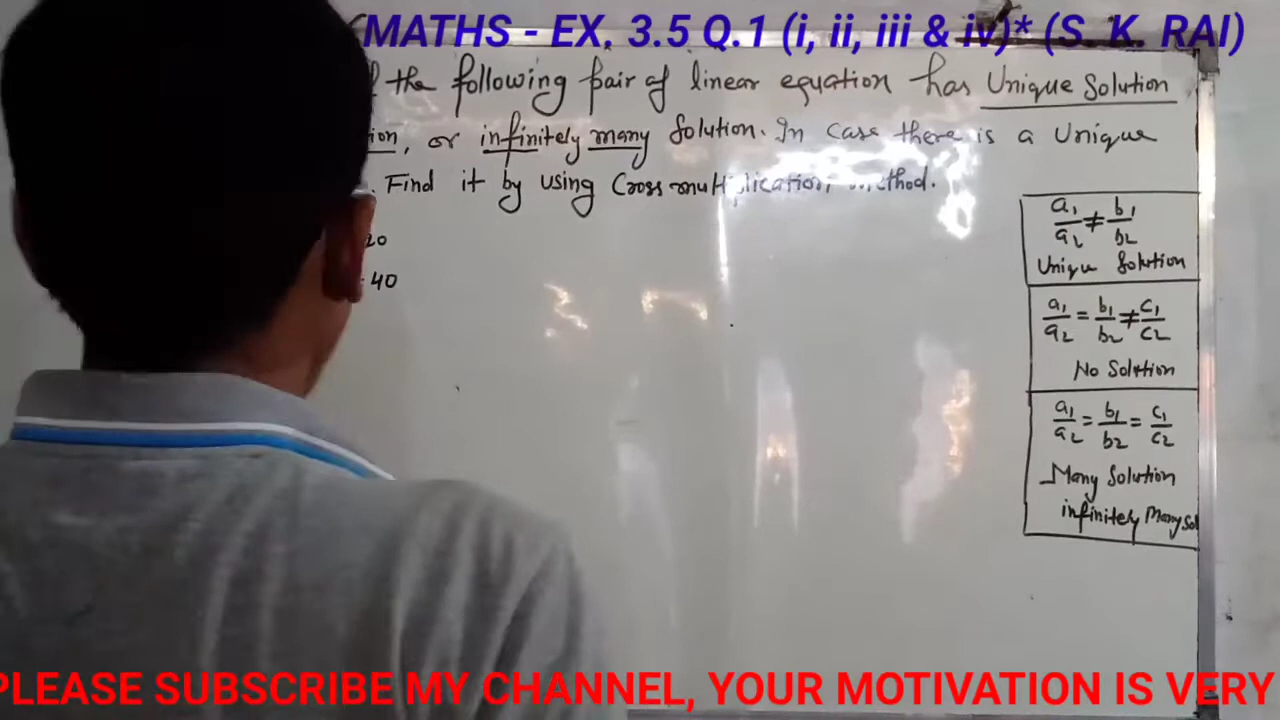 (MATHS - EX. 3.5 Q.1 (i, ii, iii & iv)* (S. K. RAI)
the following pair of linear equation has Unique Solution
tion, or infinitely many Solution. In case there is a Unique
. Find it by using Cross-multiplication method.
20
40
a₁/a₂ ≠ b₁/b₂
Unique Solution
a₁/a₂ = b₁/b₂ ≠ c₁/c₂
No Solution
a₁/a₂ = b₁/b₂ = c₁/c₂
Many Solution
infinitely Many Sol
PLEASE SUBSCRIBE MY CHANNEL, YOUR MOTIVATION IS VERY